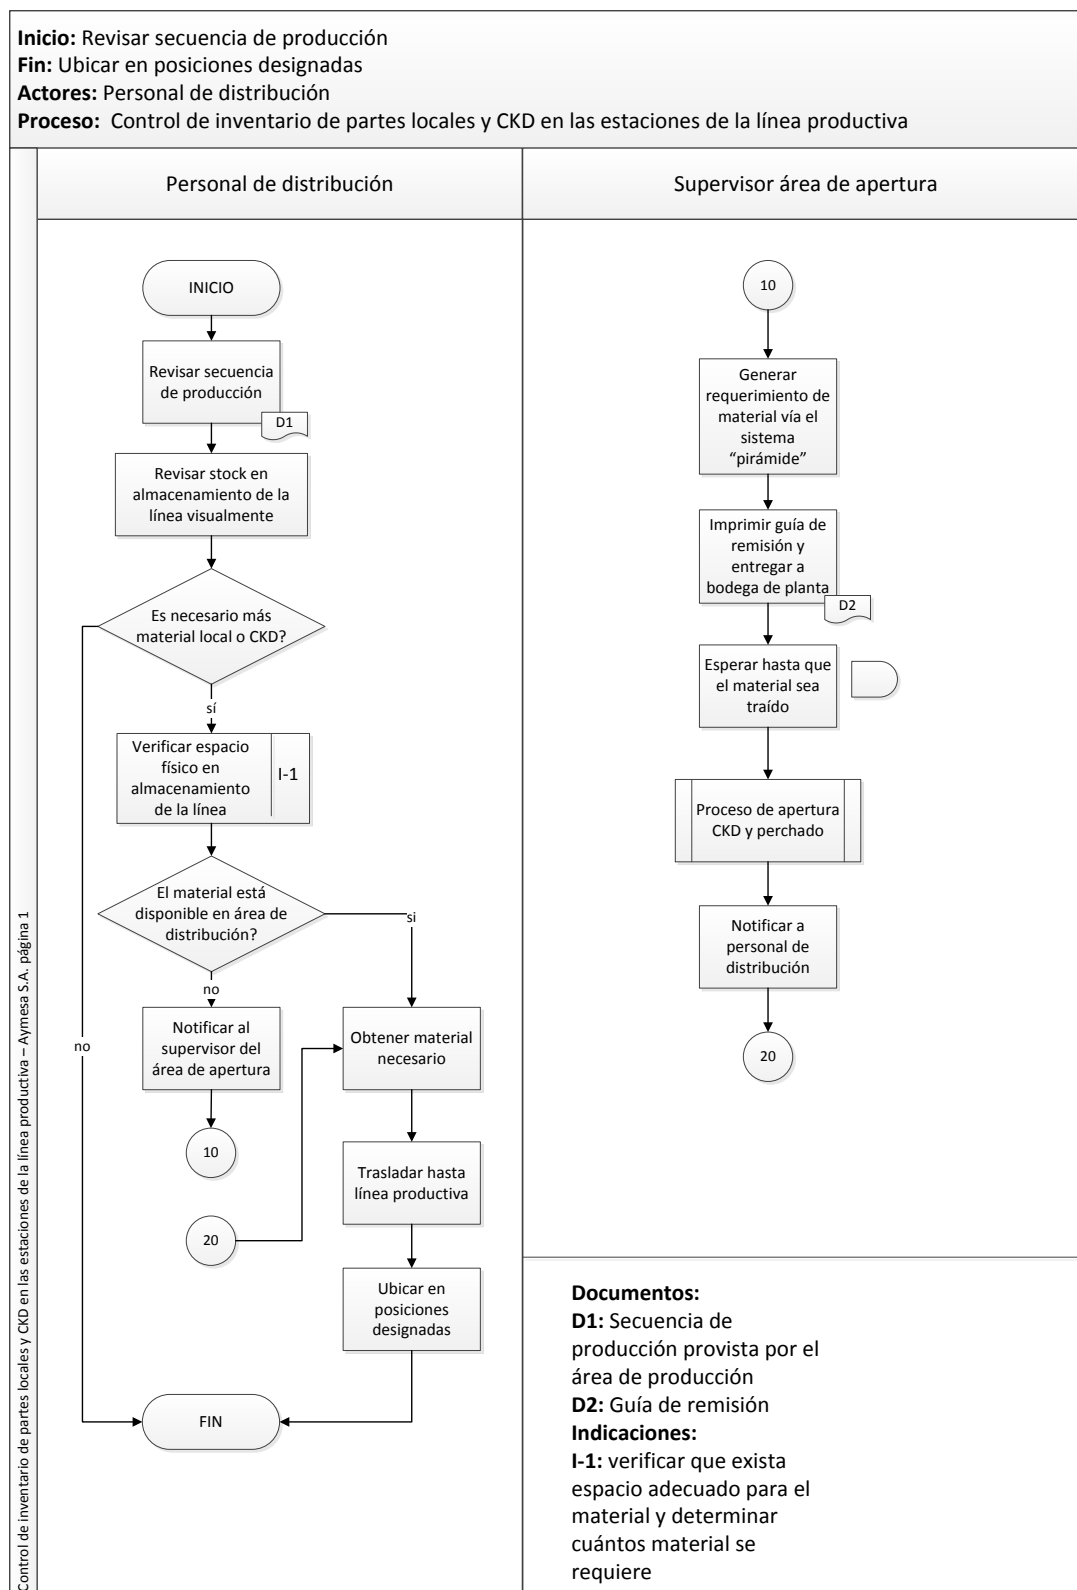 Inicio: Revisar secuencia de producción
Fin: Ubicar en posiciones designadas
Actores: Personal de distribución
Proceso: Control de inventario de partes locales y CKD en las estaciones de la línea productiva
Control de inventario de partes locales y CKD en las estaciones de la línea productiva – Aymesa S.A. página 1
Personal de distribución
INICIO
Revisar secuencia
de producción
D1
Revisar stock en
almacenamiento de la
línea visualmente
Es necesario más
material local o CKD?
sí
no
Verificar espacio
físico en
almacenamiento
de la línea
I-1
El material está
disponible en área de
distribución?
si
no
Notificar al
supervisor del
área de apertura
10
20
Obtener material
necesario
Trasladar hasta
línea productiva
Ubicar en
posiciones
designadas
FIN
Supervisor área de apertura
10
Generar
requerimiento de
material vía el
sistema
“pirámide”
Imprimir guía de
remisión y
entregar a
bodega de planta
D2
Esperar hasta que
el material sea
traído
Proceso de apertura
CKD y perchado
Notificar a
personal de
distribución
20
Documentos:
D1: Secuencia de
producción provista por el
área de producción
D2: Guía de remisión
Indicaciones:
I-1: verificar que exista
espacio adecuado para el
material y determinar
cuántos material se
requiere